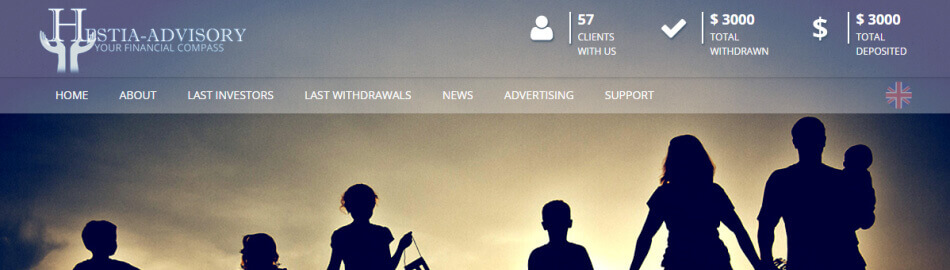 HESTIA-ADVISORY
YOUR FINANCIAL COMPASS
57
CLIENTS
WITH US
$ 3000
TOTAL
WITHDRAWN
$
$ 3000
TOTAL
DEPOSITED
HOME ABOUT LAST INVESTORS LAST WITHDRAWALS NEWS ADVERTISING SUPPORT